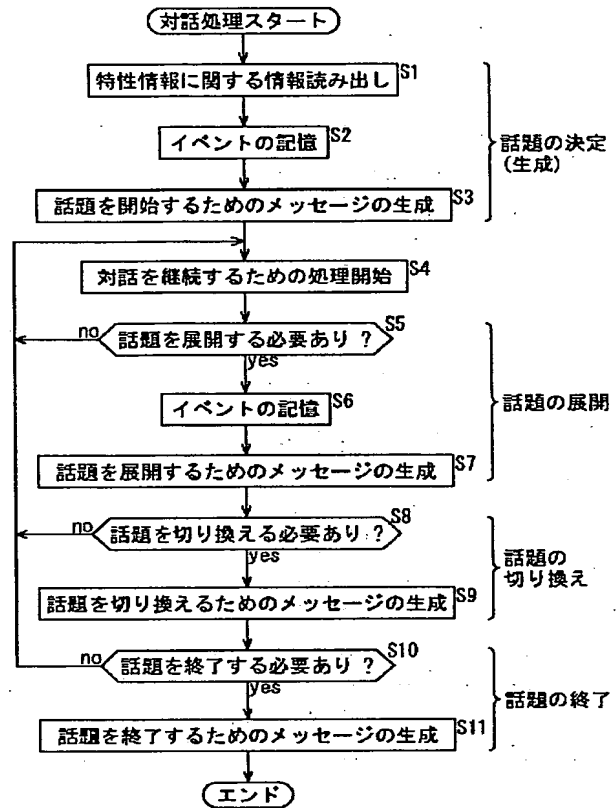 対話処理スタート
特性情報に関する情報読み出し S1
イベントの記憶 S2
話題の決定
(生成)
話題を開始するためのメッセージの生成 S3
対話を継続するための処理開始 S4
no 話題を展開する必要あり ? S5
yes
イベントの記憶 S6
話題の展開
話題を展開するためのメッセージの生成 S7
no 話題を切り換える必要あり ? S8
yes
話題の
切り換え
話題を切り換えるためのメッセージの生成 S9
no 話題を終了する必要あり ? S10
yes
話題の終了
話題を終了するためのメッセージの生成 S11
エンド